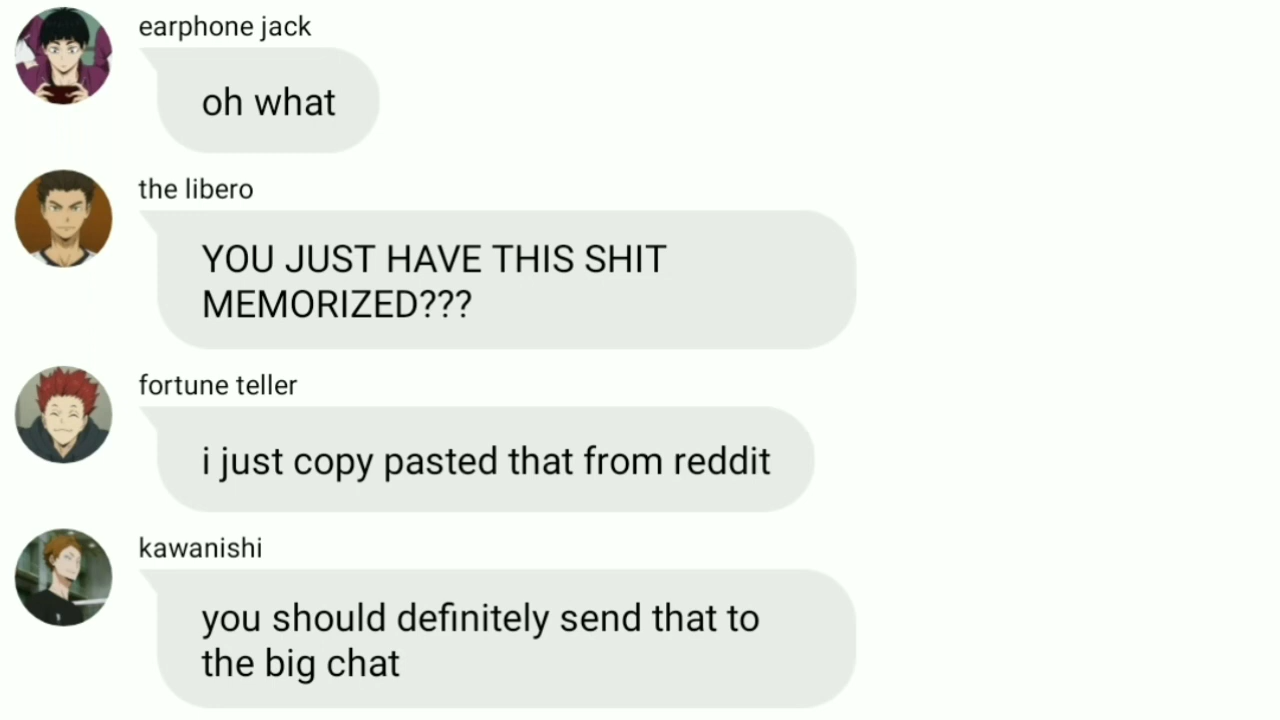 earphone jack
oh what
the libero
YOU JUST HAVE THIS SHIT
MEMORIZED???
fortune teller
i just copy pasted that from reddit
kawanishi
you should definitely send that to
the big chat